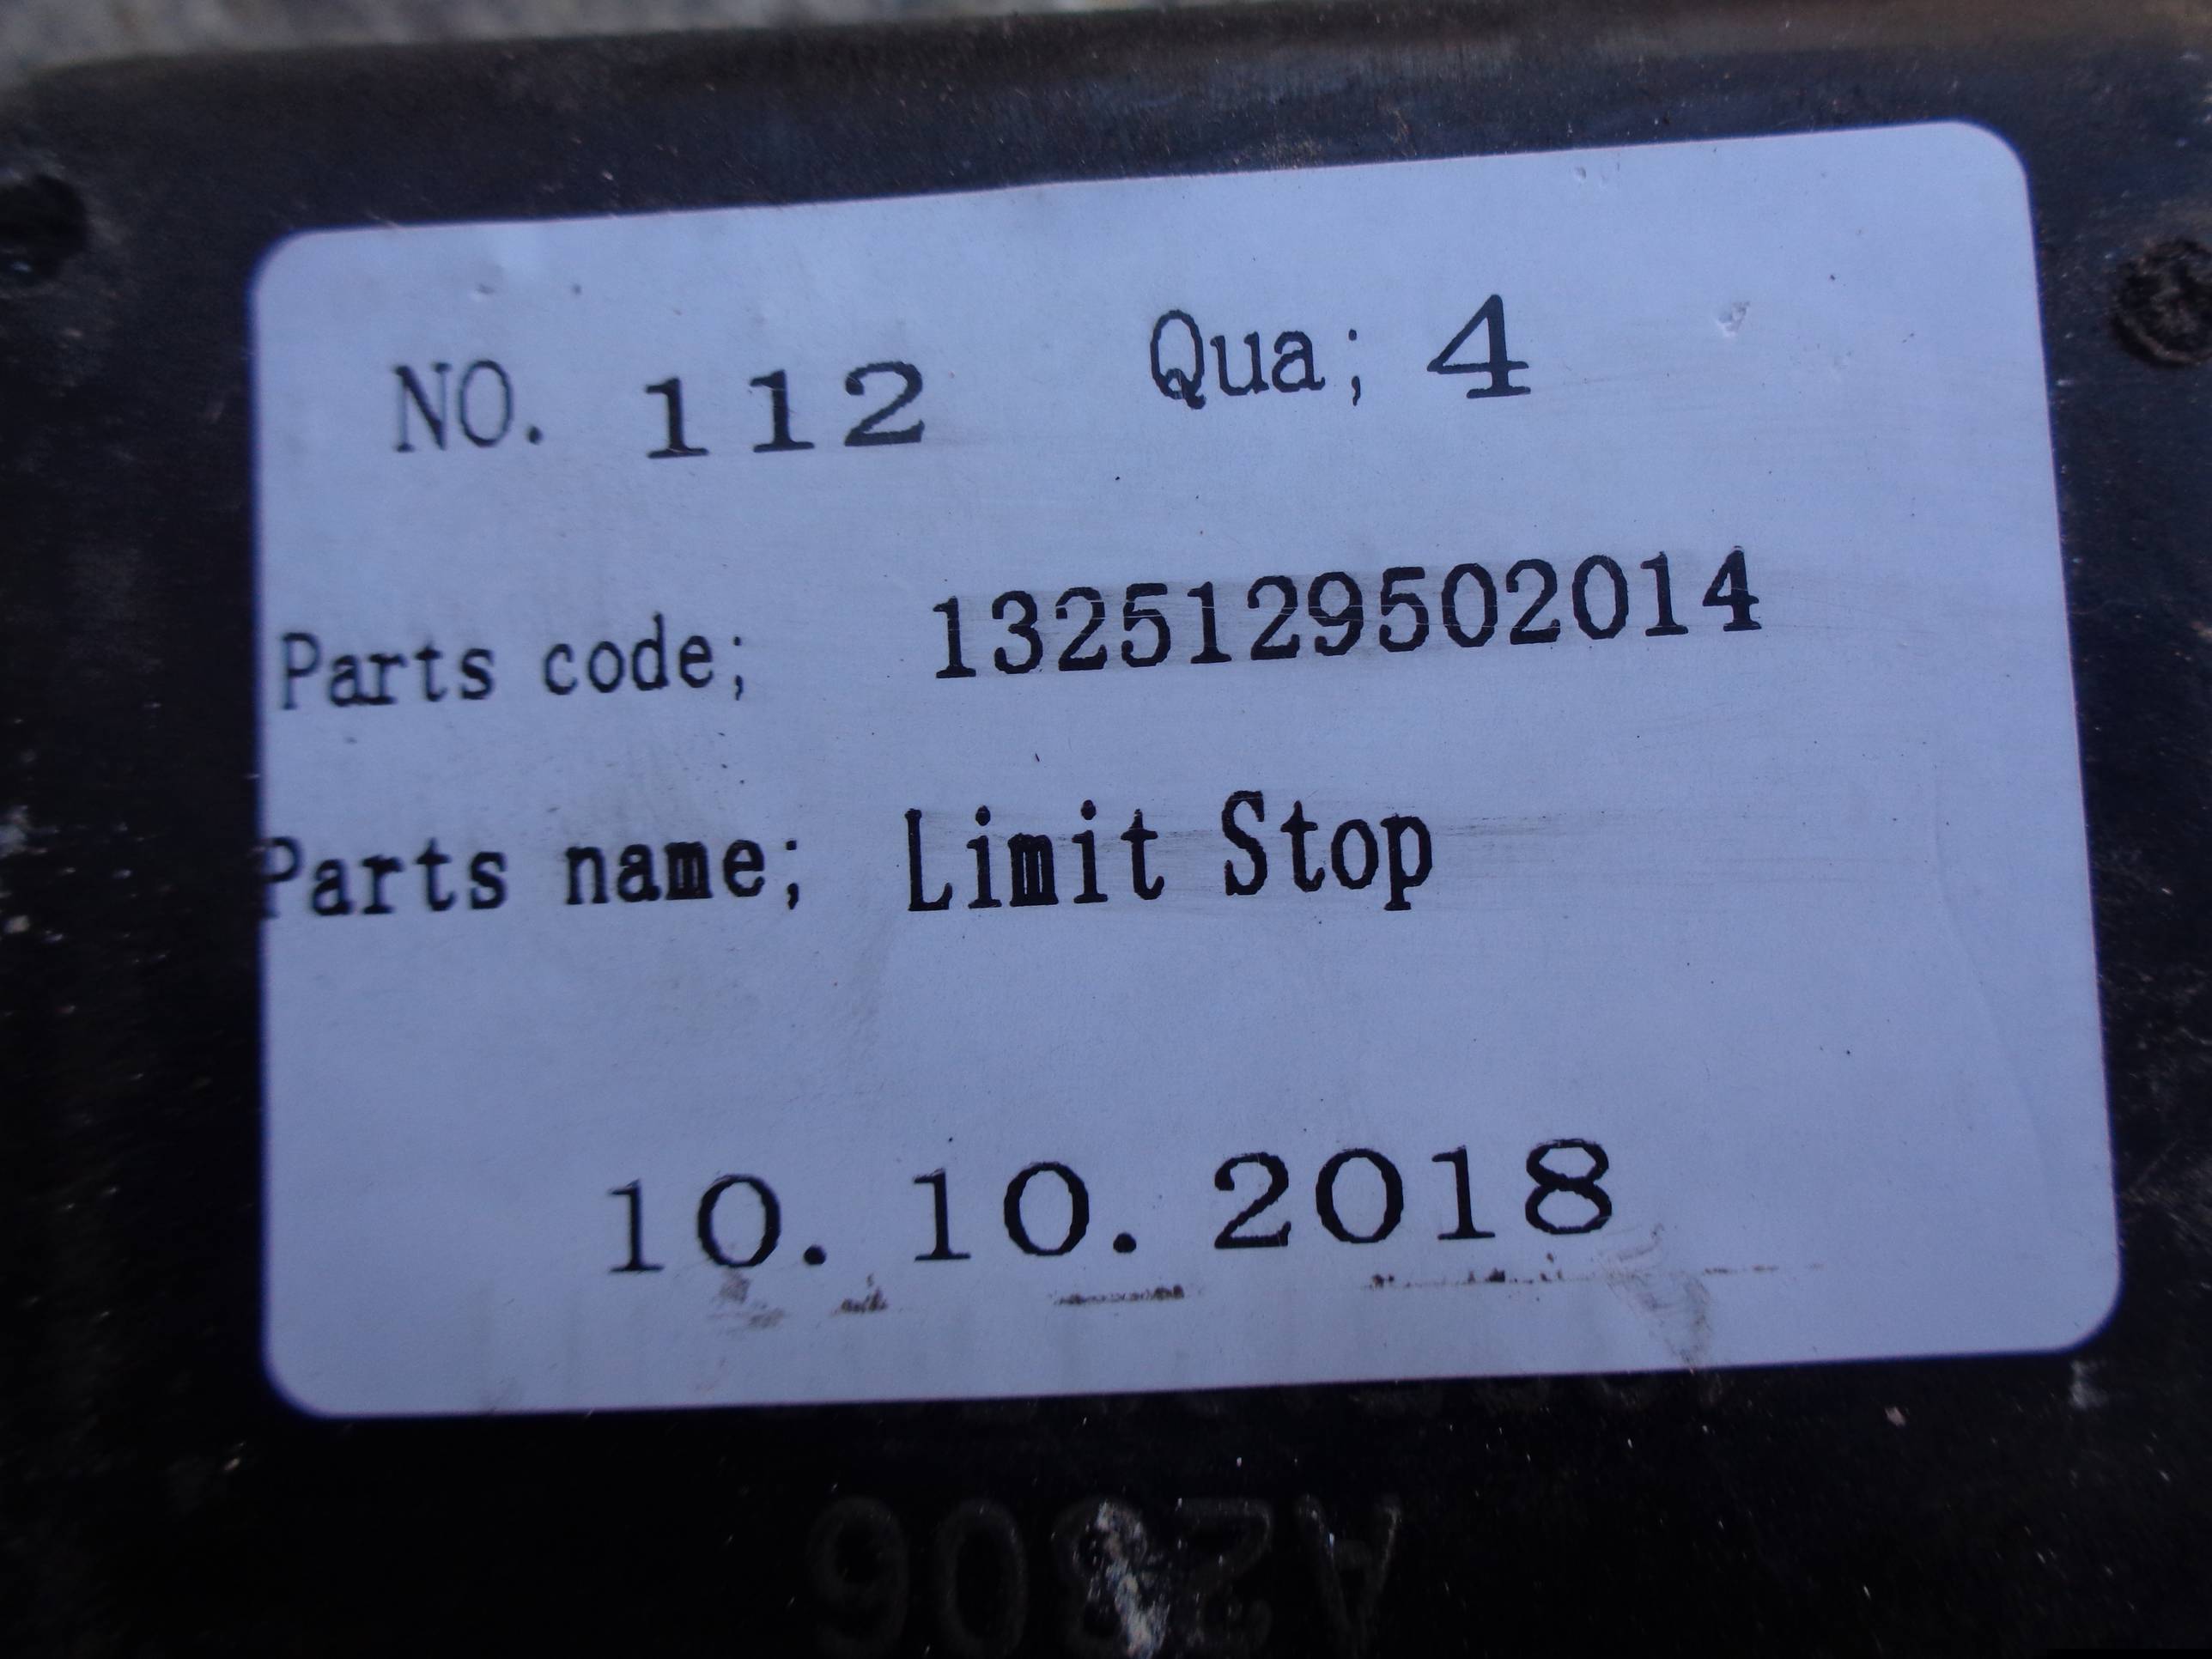 NO. 112 Qua; 4
Parts code; 1325129502014
Parts name; Limit Stop
10.10.2018